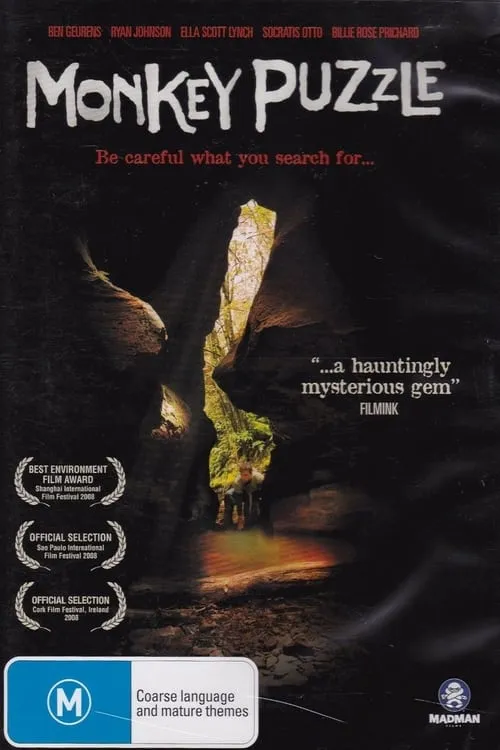 BEN GEURENS RYAN JOHNSON ELLA SCOTT LYNCH SOCRATIS OTTO BILLIE ROSE PRICHARD
MONKEY PUZZLE
Be careful what you search for...
"...a hauntingly
mysterious gem"
FILMINK
BEST ENVIRONMENT
FILM AWARD
Shanghai International
Film Festival 2008
OFFICIAL SELECTION
Sao Paulo International
Film Festival 2008
OFFICIAL SELECTION
Cork Film Festival, Ireland
2008
M
Coarse language
and mature themes
MADMAN
FILMS